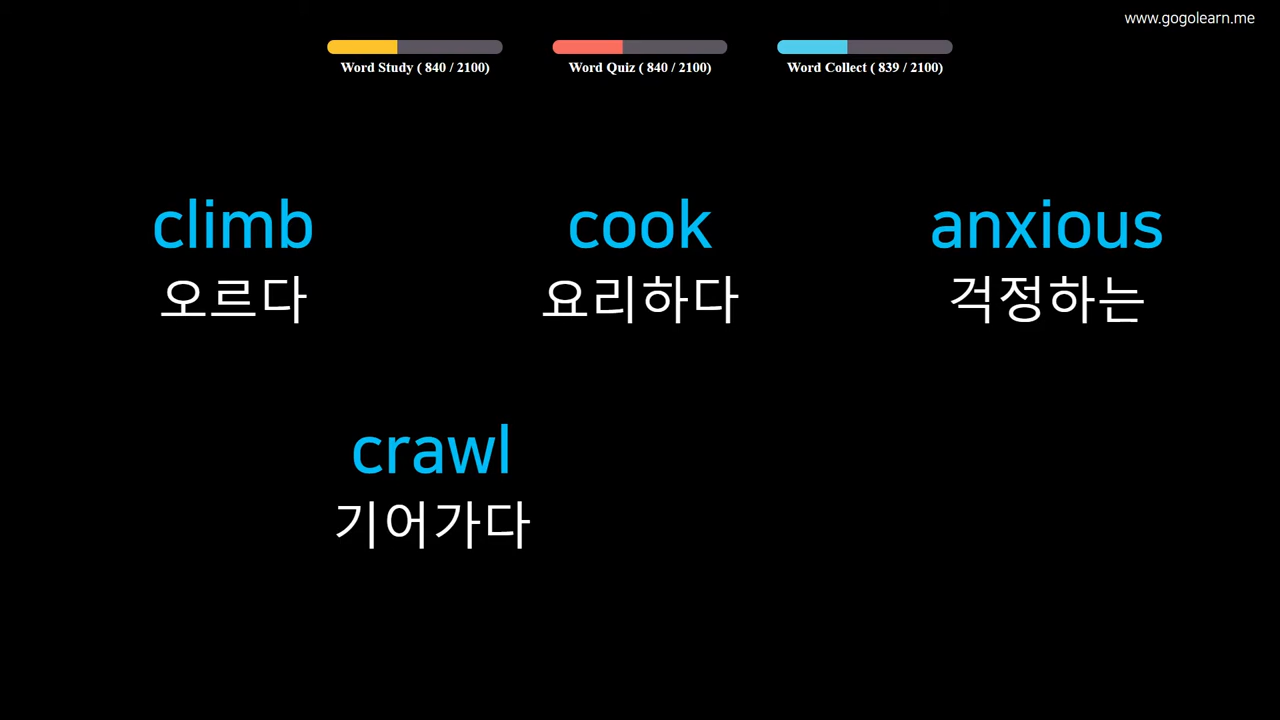 www.gogolearn.me
Word Study ( 840 / 2100)
Word Quiz ( 840 / 2100)
Word Collect ( 839 / 2100)
climb
오르다
cook
요리하다
anxious
걱정하는
crawl
기어가다